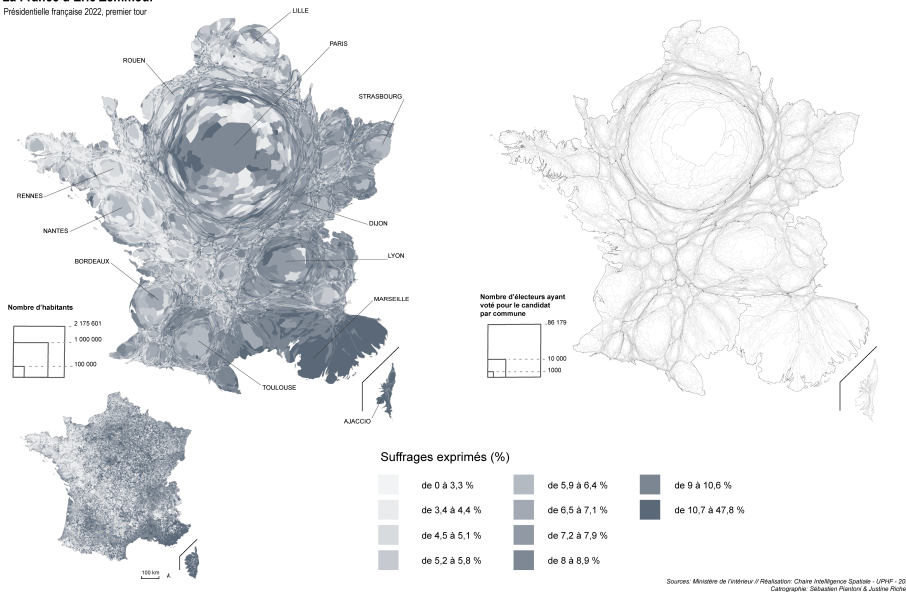 Présidentielle française 2022, premier tour
LILLE
PARIS
ROUEN
STRASBOURG
RENNES
NANTES
DIJON
BORDEAUX
LYON
MARSEILLE
TOULOUSE
AJACCIO
Nombre d'habitants
2 175 601
1 000 000
100 000
Nombre d'électeurs ayant
voté pour le candidat
par commune
86 179
10 000
1000
100 km
Suffrages exprimés (%)
de 0 à 3,3 %
de 3,4 à 4,4 %
de 4,5 à 5,1 %
de 5,2 à 5,8 %
de 5,9 à 6,4 %
de 6,5 à 7,1 %
de 7,2 à 7,9 %
de 8 à 8,9 %
de 9 à 10,6 %
de 10,7 à 47,8 %
Sources: Ministère de l'intérieur // Réalisation: Chaire Intelligence Spatiale - UPHF - 20
Catrographie: Sébastien Piantoni & Justine Riche